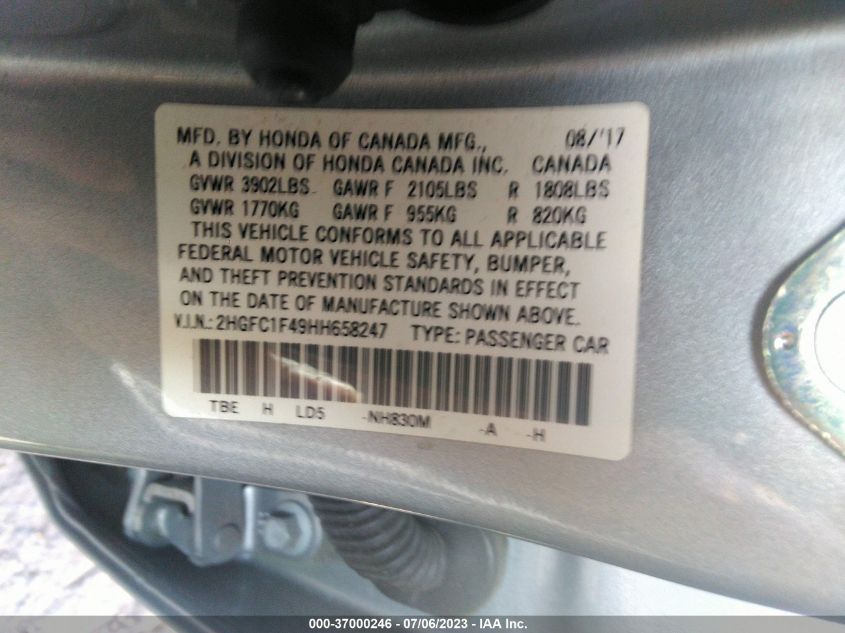 MFD. BY HONDA OF CANADA MFG., 08/'17
A DIVISION OF HONDA CANADA INC. CANADA
GVWR 3902LBS GAWR F 2105LBS R 1808LBS
GVWR 1770KG GAWR F 955KG R 820KG
THIS VEHICLE CONFORMS TO ALL APPLICABLE
FEDERAL MOTOR VEHICLE SAFETY, BUMPER,
AND THEFT PREVENTION STANDARDS IN EFFECT
ON THE DATE OF MANUFACTURE SHOWN ABOVE.
V.I.N.: 2HGFC1F49HH658247 TYPE: PASSENGER CAR
TBE H LD5 -NH830M -A -H
000-37000246 - 07/06/2023 - IAA Inc.